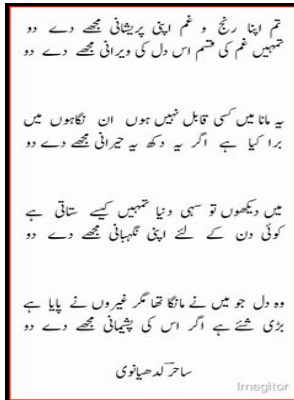 تم اپنا رنج و غم اپنی پریشانی مجھے دے دو
تمہیں غم کی قسم اس دل کی ویرانی مجھے دے دو
یہ مانا میں کسی قابل نہیں ہوں ان نگاہوں میں
برا کیا ہے اگر یہ دکھ یہ حیرانی مجھے دے دو
میں دیکھوں تو سہی دنیا تمہیں کیسے ستاتی ہے
کوئی دن کے لئے اپنی نگہبانی مجھے دے دو
وہ دل جو میں نے مانگا تھا مگر غیروں نے پایا ہے
بڑی شئے ہے اگر اس کی پشیمانی مجھے دے دو
ساحرؔ لدھیانوی
Imagitor